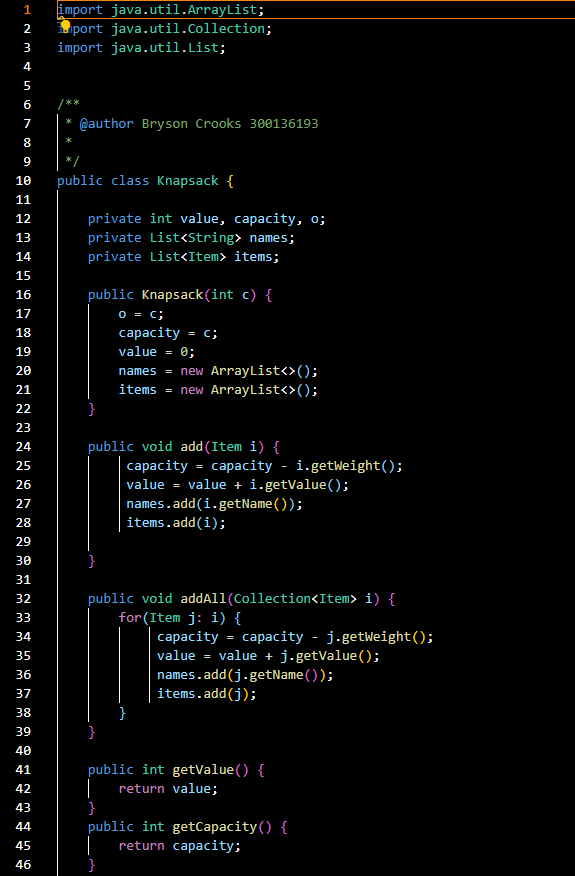 1 import java.util.ArrayList;
2 import java.util.Collection;
3 import java.util.List;
4
5
6 /**
7  * @author Bryson Crooks 300136193
8  *
9  */
10 public class Knapsack {
11
12     private int value, capacity, o;
13     private List<String> names;
14     private List<Item> items;
15
16     public Knapsack(int c) {
17         o = c;
18         capacity = c;
19         value = 0;
20         names = new ArrayList<>();
21         items = new ArrayList<>();
22     }
23
24     public void add(Item i) {
25          capacity = capacity - i.getWeight();
26          value = value + i.getValue();
27          names.add(i.getName());
28          items.add(i);
29
30     }
31
32     public void addAll(Collection<Item> i) {
33         for(Item j: i) {
34              capacity = capacity - j.getWeight();
35              value = value + j.getValue();
36              names.add(j.getName());
37              items.add(j);
38         }
39     }
40
41     public int getValue() {
42         return value;
43     }
44     public int getCapacity() {
45         return capacity;
46     }